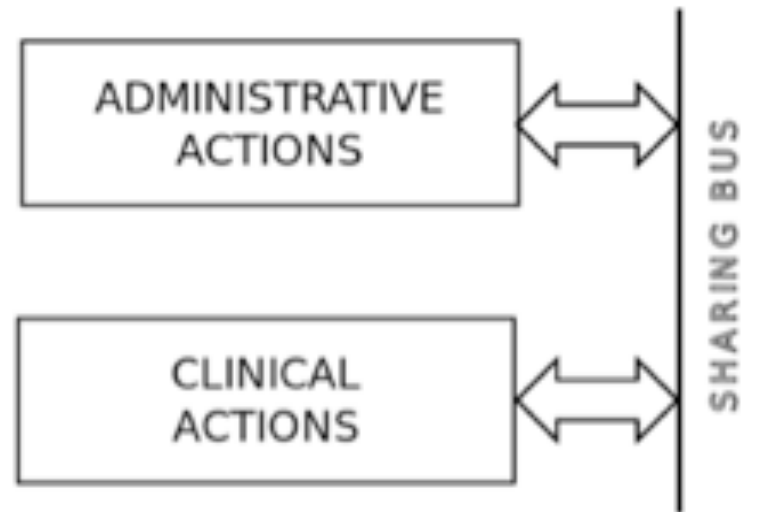 ADMINISTRATIVE
ACTIONS
CLINICAL
ACTIONS
SHARING BUS